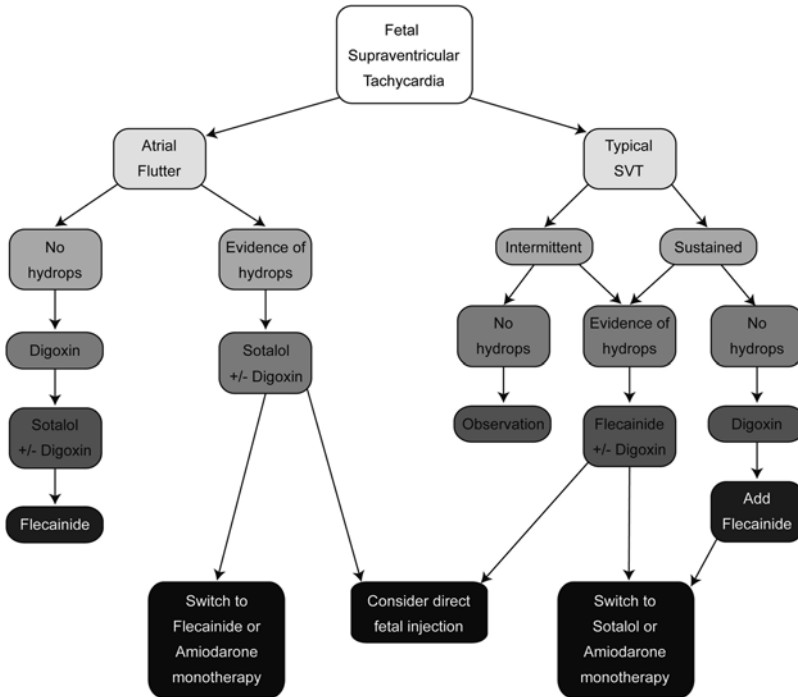 Fetal
Supraventricular
Tachycardia
Atrial
Flutter
Typical
SVT
No
hydrops
Evidence of
hydrops
Intermittent
Sustained
No
hydrops
Evidence of
hydrops
No
hydrops
Digoxin
Sotalol
+/- Digoxin
Observation
Flecainide
+/- Digoxin
Digoxin
Sotalol
+/- Digoxin
Flecainide
Add
Flecainide
Switch to
Flecainide or
Amiodarone
monotherapy
Consider direct
fetal injection
Switch to
Sotalol or
Amiodarone
monotherapy